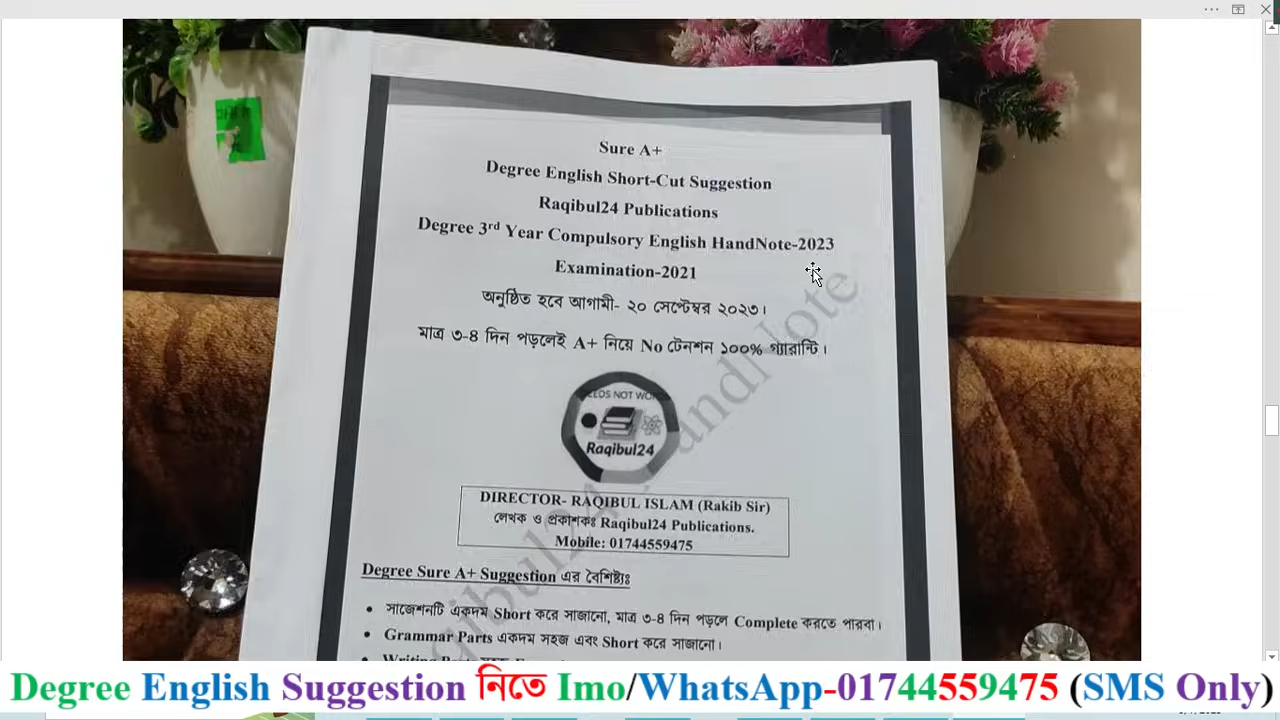 Sure A+
Degree English Short-Cut Suggestion
Raqibul24 Publications
Degree 3rd Year Compulsory English HandNote-2023
Examination-2021
অনুষ্ঠিত হবে আগামী- ২০ সেপ্টেম্বর ২০২৩।
মাত্র ৩-৪ দিন পড়লেই A+ নিয়ে No টেনশন ১০০% গ্যারান্টি।
NOT
Raqibul24
DIRECTOR- RAQIBUL ISLAM (Rakib Sir)
লেখক ও প্রকাশকঃ Raqibul24 Publications.
Mobile: 01744559475
Degree Sure A+ Suggestion এর বৈশিষ্ট্যঃ
• সাজেশনটি একদম Short করে সাজানো, মাত্র ৩-৪ দিন পড়লে Complete করতে পারবা।
• Grammar Parts একদম সহজ এবং Short করে সাজানো।
Degree English Suggestion নিতে Imo/WhatsApp-01744559475 (SMS Only)